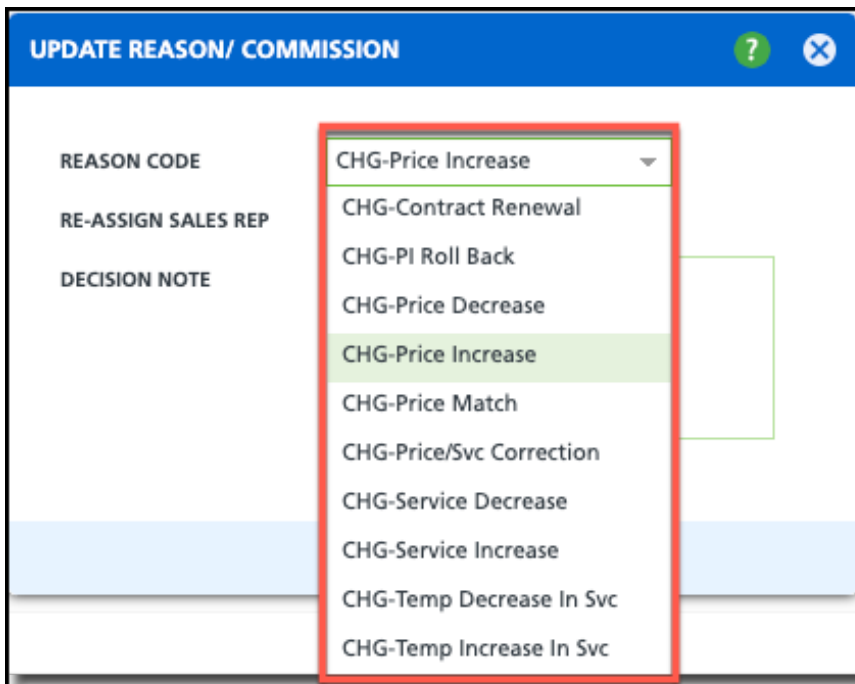 UPDATE REASON/ COMMISSION ?
REASON CODE CHG-Price Increase
CHG-Contract Renewal
RE-ASSIGN SALES REP
CHG-PI Roll Back
DECISION NOTE
CHG-Price Decrease
CHG-Price Increase
CHG-Price Match
CHG-Price/Svc Correction
CHG-Service Decrease
CHG-Service Increase
CHG-Temp Decrease In Svc
CHG-Temp Increase In Svc